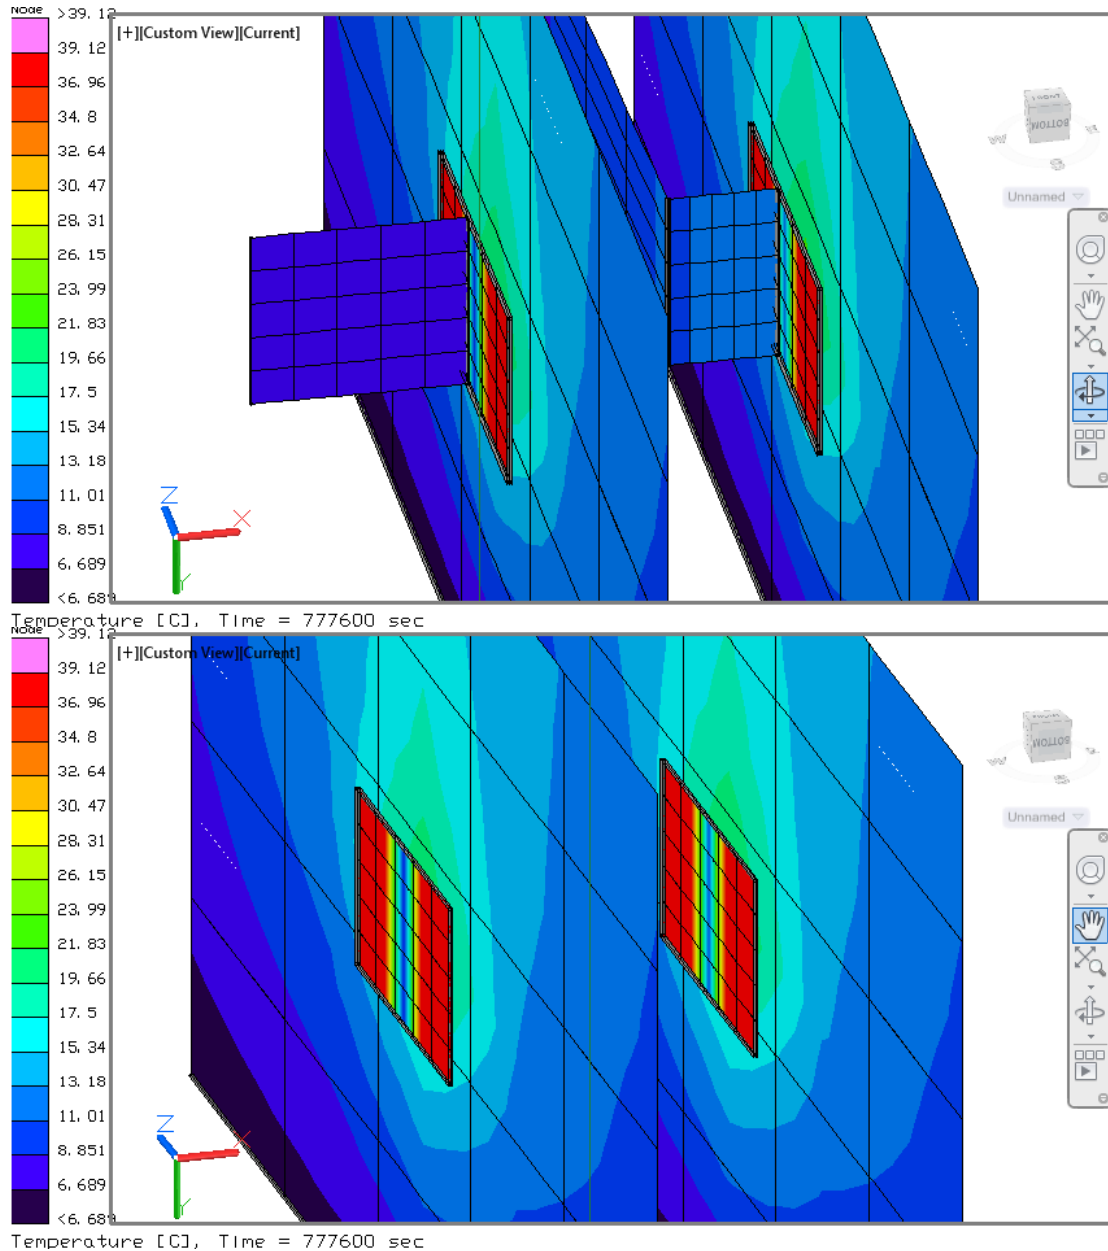 Node
>39.12
39.12
36.96
34.8
32.64
30.47
28.31
26.15
23.99
21.83
19.66
17.5
15.34
13.18
11.01
8.851
6.689
<6.689
[+][Custom View][Current]
FRONT
BOTTOM
W
S
Unnamed
Z
X
Y
Temperature [C], Time = 777600 sec
Node
>39.12
39.12
36.96
34.8
32.64
30.47
28.31
26.15
23.99
21.83
19.66
17.5
15.34
13.18
11.01
8.851
6.689
<6.689
[+][Custom View][Current]
FRONT
BOTTOM
W
S
Unnamed
Z
X
Y
Temperature [C], Time = 777600 sec